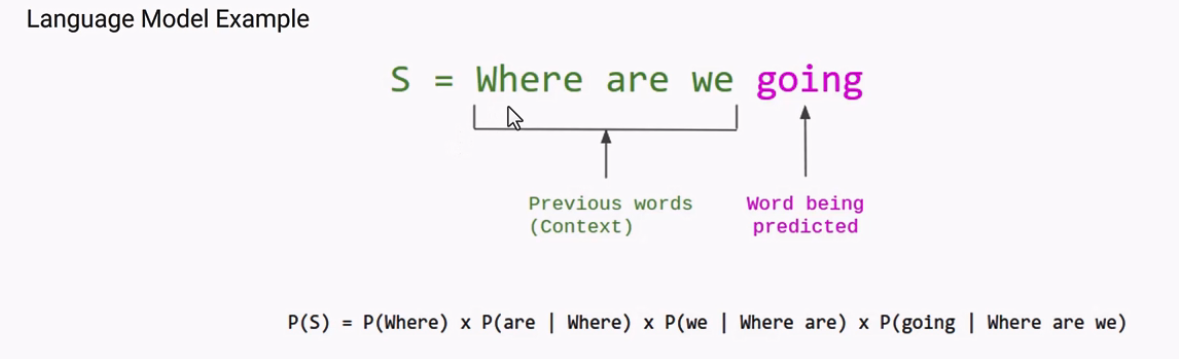 Language Model Example
S = Where are we going
Previous words
(Context)
Word being
predicted
P(S) = P(Where) x P(are | Where) x P(we | Where are) x P(going | Where are we)